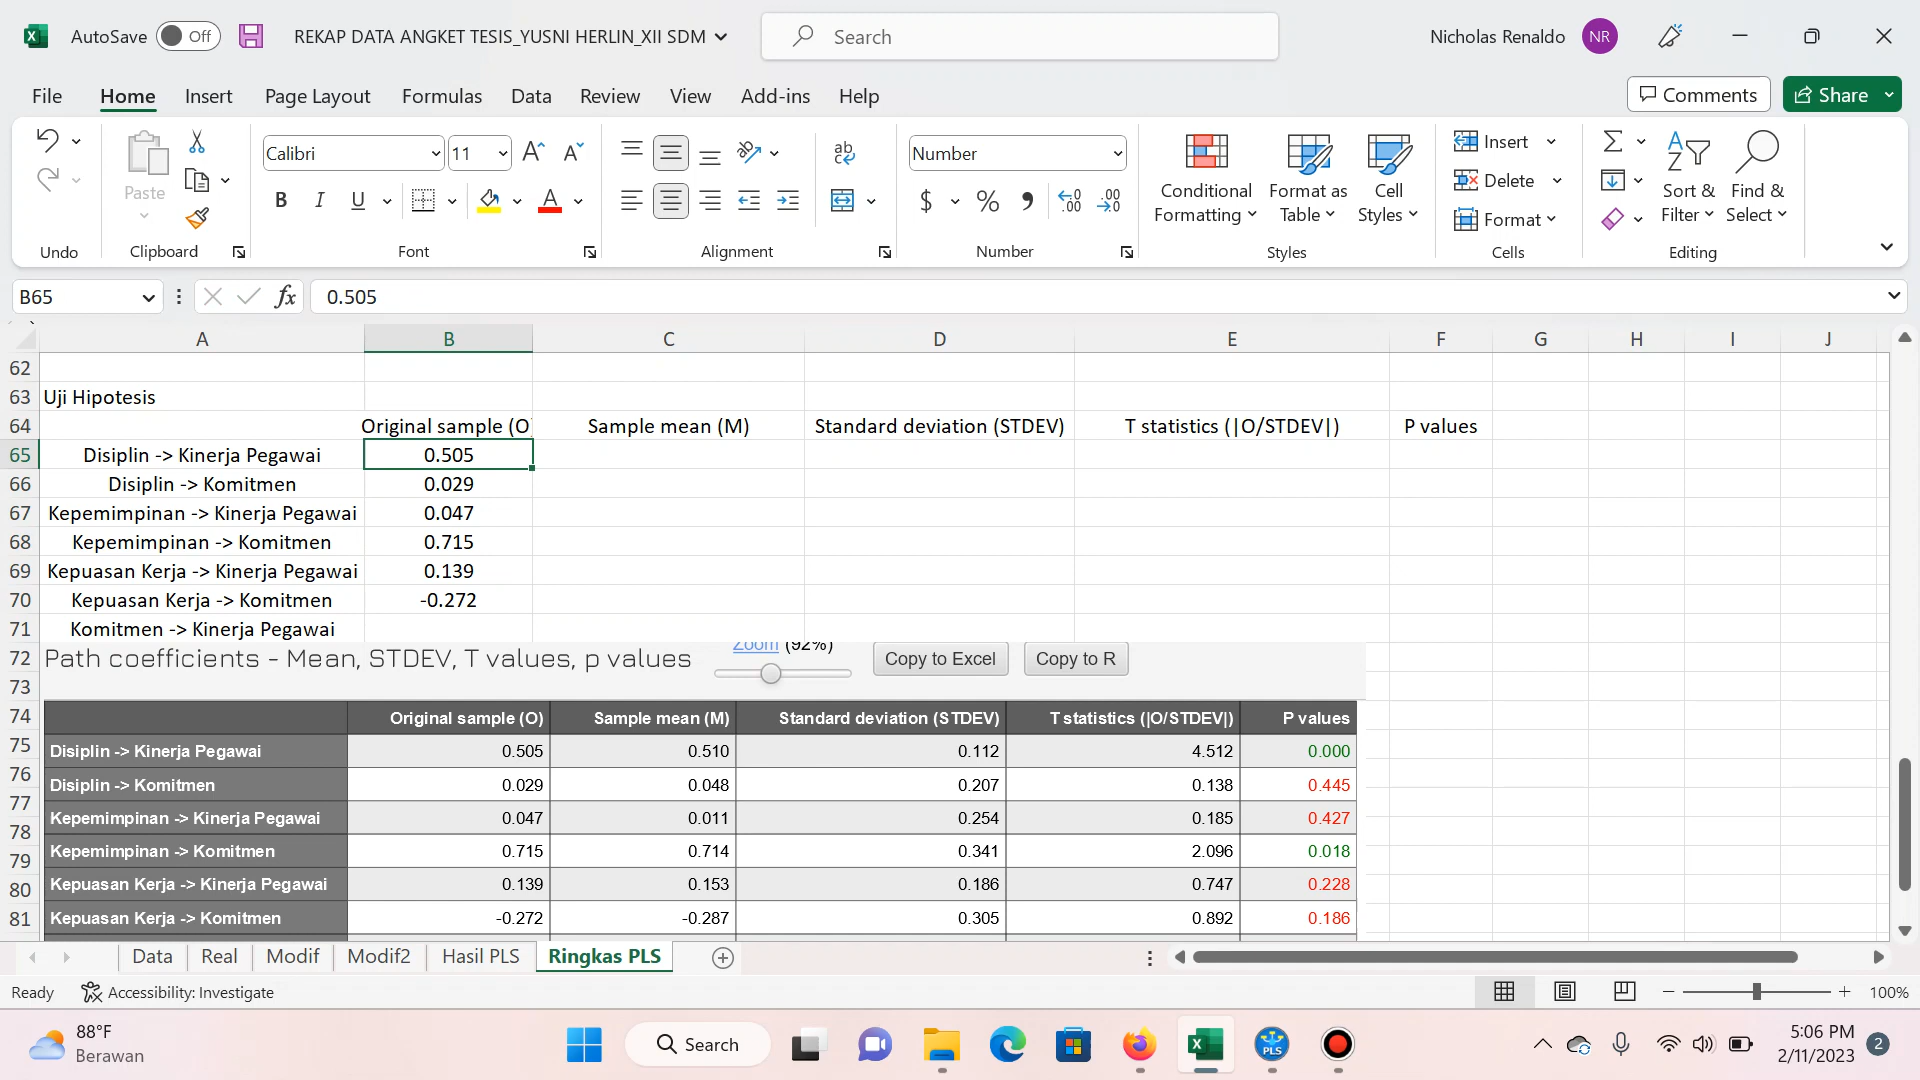 AutoSave Off REKAP DATA ANGKET TESIS_YUSNI HERLIN_XII SDM Search Nicholas Renaldo NR
File Home Insert Page Layout Formulas Data Review View Add-ins Help Comments Share
Calibri 11 Number Insert
Paste Conditional Formatting Format as Table Cell Styles Delete Sort & Filter Find & Select
B I U $ % Format
Undo Clipboard Font Alignment Number Styles Cells Editing
B65 fx 0.505
A B C D E F G H I J
62
63 Uji Hipotesis
64 Original sample (O Sample mean (M) Standard deviation (STDEV) T statistics (|O/STDEV|) P values
65 Disiplin -> Kinerja Pegawai 0.505
66 Disiplin -> Komitmen 0.029
67 Kepemimpinan -> Kinerja Pegawai 0.047
68 Kepemimpinan -> Komitmen 0.715
69 Kepuasan Kerja -> Kinerja Pegawai 0.139
70 Kepuasan Kerja -> Komitmen -0.272
71 Komitmen -> Kinerja Pegawai
72 Path coefficients - Mean, STDEV, T values, p values Zoom (92%) Copy to Excel Copy to R
73
74 Original sample (O) Sample mean (M) Standard deviation (STDEV) T statistics (|O/STDEV|) P values
75 Disiplin -> Kinerja Pegawai 0.505 0.510 0.112 4.512 0.000
76 Disiplin -> Komitmen 0.029 0.048 0.207 0.138 0.445
77 Kepemimpinan -> Kinerja Pegawai 0.047 0.011 0.254 0.185 0.427
78
79 Kepemimpinan -> Komitmen 0.715 0.714 0.341 2.096 0.018
80 Kepuasan Kerja -> Kinerja Pegawai 0.139 0.153 0.186 0.747 0.228
81 Kepuasan Kerja -> Komitmen -0.272 -0.287 0.305 0.892 0.186
Data Real Modif Modif2 Hasil PLS Ringkas PLS
Ready Accessibility: Investigate 100%
88°F
Berawan
Search
PLS
5:06 PM
2/11/2023
2